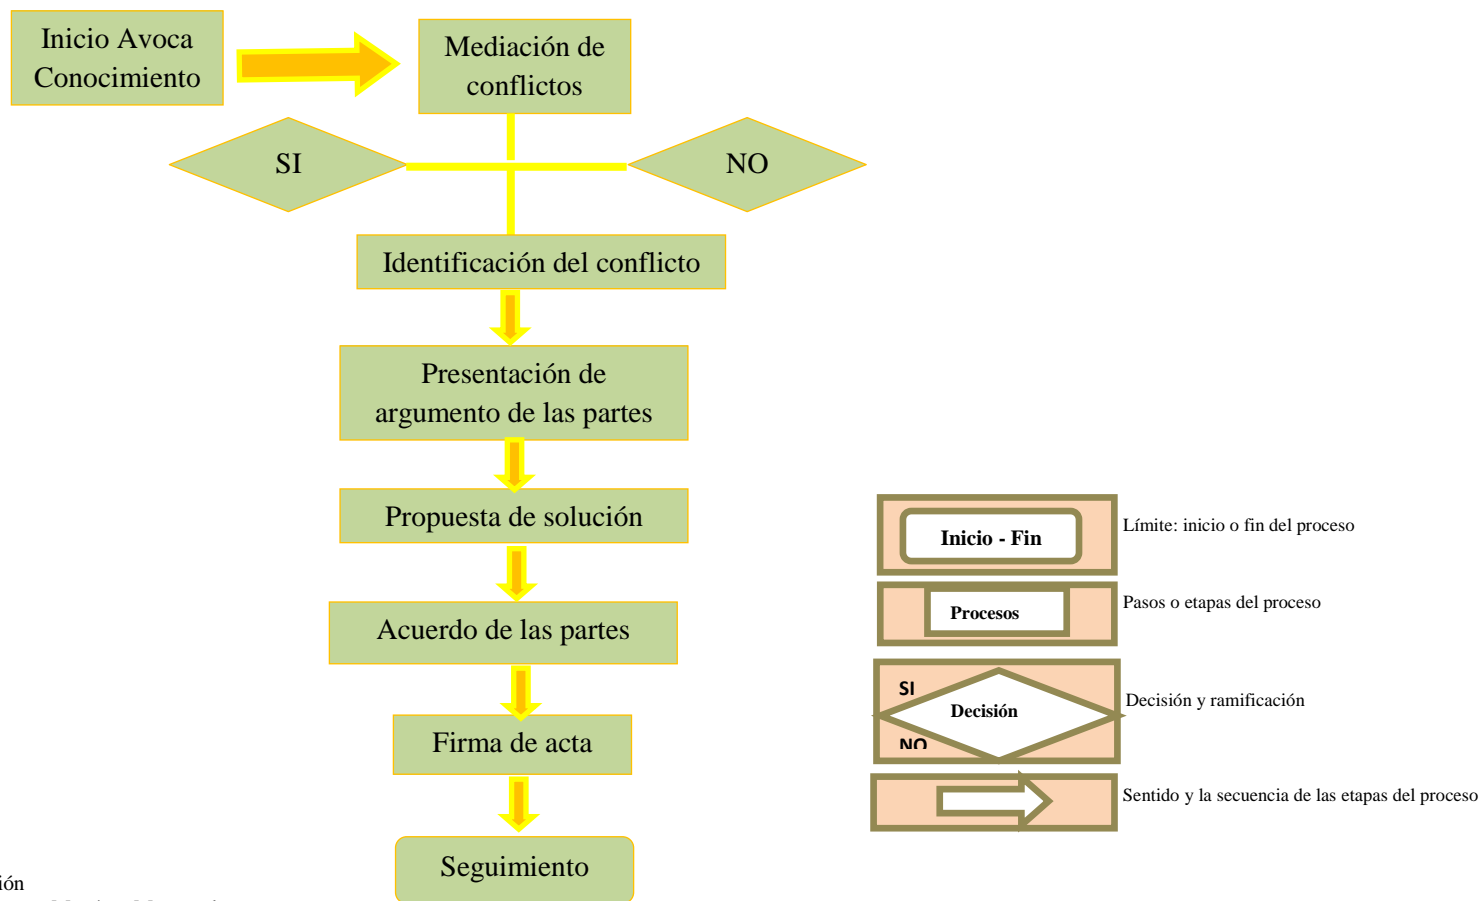 Inicio Avoca
Conocimiento
Mediación de
conflictos
SI
NO
Identificación del conflicto
Presentación de
argumento de las partes
Propuesta de solución
Acuerdo de las partes
Firma de acta
Seguimiento
Inicio - Fin
Límite: inicio o fin del proceso
Procesos
Pasos o etapas del proceso
SI
Decisión
NO
Decisión y ramificación
Sentido y la secuencia de las etapas del proceso